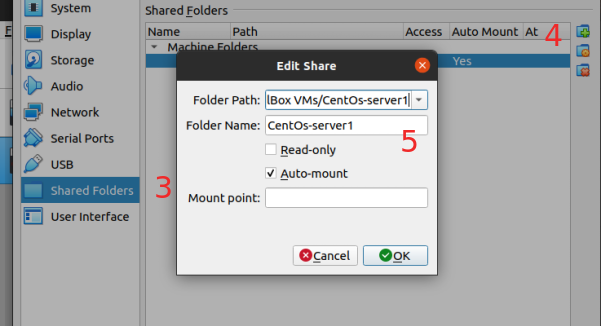 System
Display
Storage
Audio
Network
Serial Ports
USB
Shared Folders
User Interface
3
Shared Folders
Name Path Access Auto Mount At
4
Machine Folders
Yes
Edit Share
Folder Path: lBox VMs/CentOs-server1
Folder Name: CentOs-server1
5
Read-only
Auto-mount
Mount point:
Cancel OK